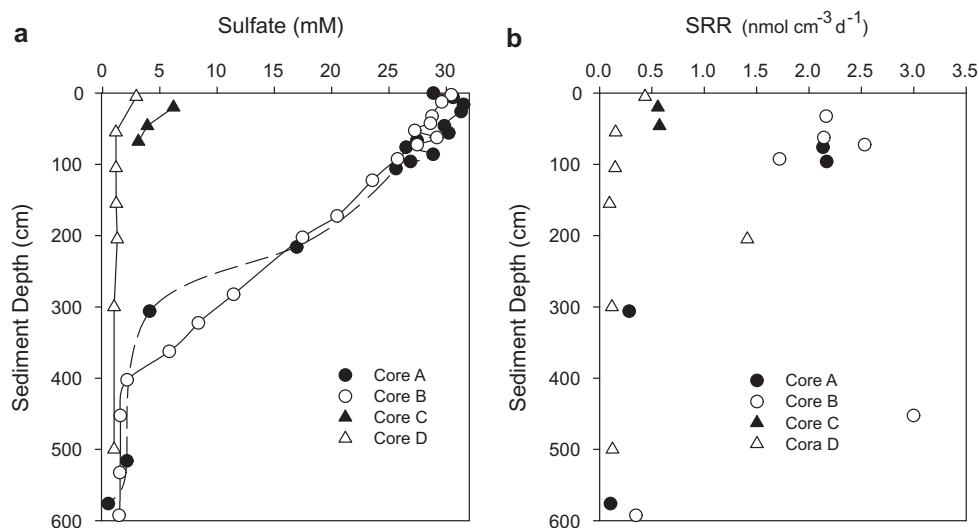 a
Sulfate (mM)
0 5 10 15 20 25 30
Sediment Depth (cm)
0
100
200
300
400
500
600
Core A
Core B
Core C
Core D
b
SRR (nmol cm⁻³ d⁻¹)
0.0 0.5 1.0 1.5 2.0 2.5 3.0 3.5
Sediment Depth (cm)
0
100
200
300
400
500
600
Core A
Core B
Core C
Cora D